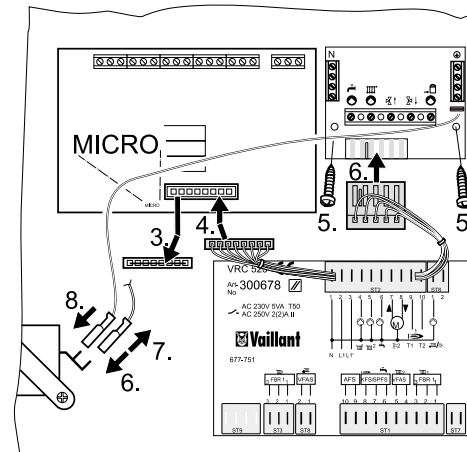 N
MICRO
MICRO
6.
5.
5.
3.
4.
8.
7.
6.
VRC 52
Art-
No
300678
AC 230V 5VA T50
AC 250V 2(2)A II
Vaillant
677-751
ST2
ST6
1 2 3 4 5 6 7 8 9 10 1 2
N L1 L1'
M
T1 T2
FBR 1
VFAS
AFS
KFS
SPFS
VFAS
FBR 1
3 2 1
2 1
10 9 8 7 6 5 4 3 2 1
ST9
ST3
ST8
ST1
ST7